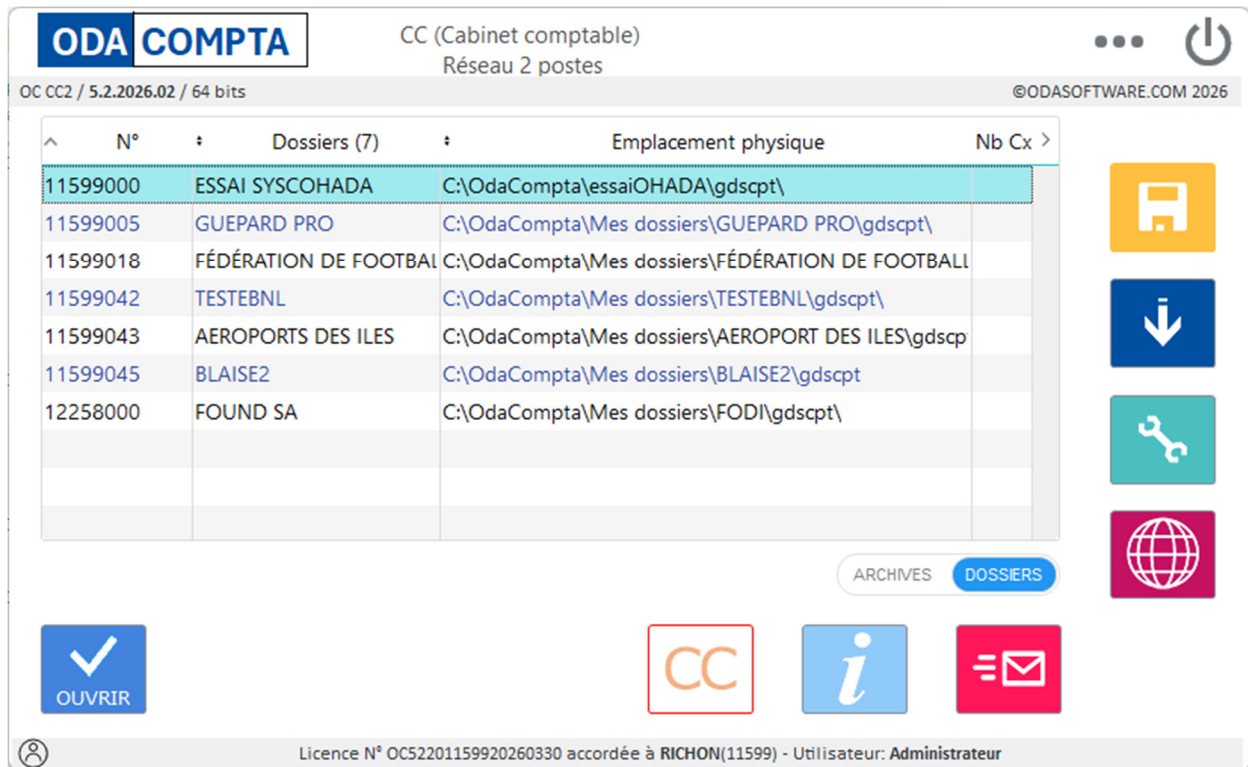 ODA COMPTA
CC (Cabinet comptable)
Réseau 2 postes
OC CC2 / 5.2.2026.02 / 64 bits ©ODASOFTWARE.COM 2026
N° Dossiers (7) Emplacement physique Nb Cx
11599000 ESSAI SYSCOHADA C:\OdaCompta\essaiOHADA\gdscpt\
11599005 GUEPARD PRO C:\OdaCompta\Mes dossiers\GUEPARD PRO\gdscpt\
11599018 FÉDÉRATION DE FOOTBAL C:\OdaCompta\Mes dossiers\FÉDÉRATION DE FOOTBALL
11599042 TESTEBNL C:\OdaCompta\Mes dossiers\TESTEBNL\gdscpt\
11599043 AEROPORTS DES ILES C:\OdaCompta\Mes dossiers\AEROPORT DES ILES\gdscp
11599045 BLAISE2 C:\OdaCompta\Mes dossiers\BLAISE2\gdscpt
12258000 FOUND SA C:\OdaCompta\Mes dossiers\FODI\gdscpt\
ARCHIVES DOSSIERS
OUVRIR
CC
i
Licence N° OC52201159920260330 accordée à RICHON(11599) - Utilisateur: Administrateur